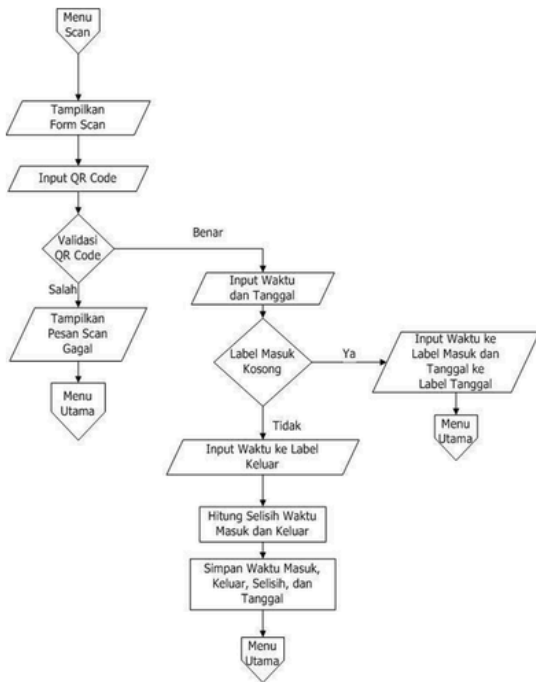 Menu
Scan
Tampilkan
Form Scan
Input QR Code
Validasi
QR Code
Benar
Salah
Tampilkan
Pesan Scan
Gagal
Menu
Utama
Input Waktu
dan Tanggal
Label Masuk
Kosong
Ya
Input Waktu ke
Label Masuk dan
Tanggal ke
Label Tanggal
Menu
Utama
Tidak
Input Waktu ke Label
Keluar
Hitung Selisih Waktu
Masuk dan Keluar
Simpan Waktu Masuk,
Keluar, Selisih, dan
Tanggal
Menu
Utama